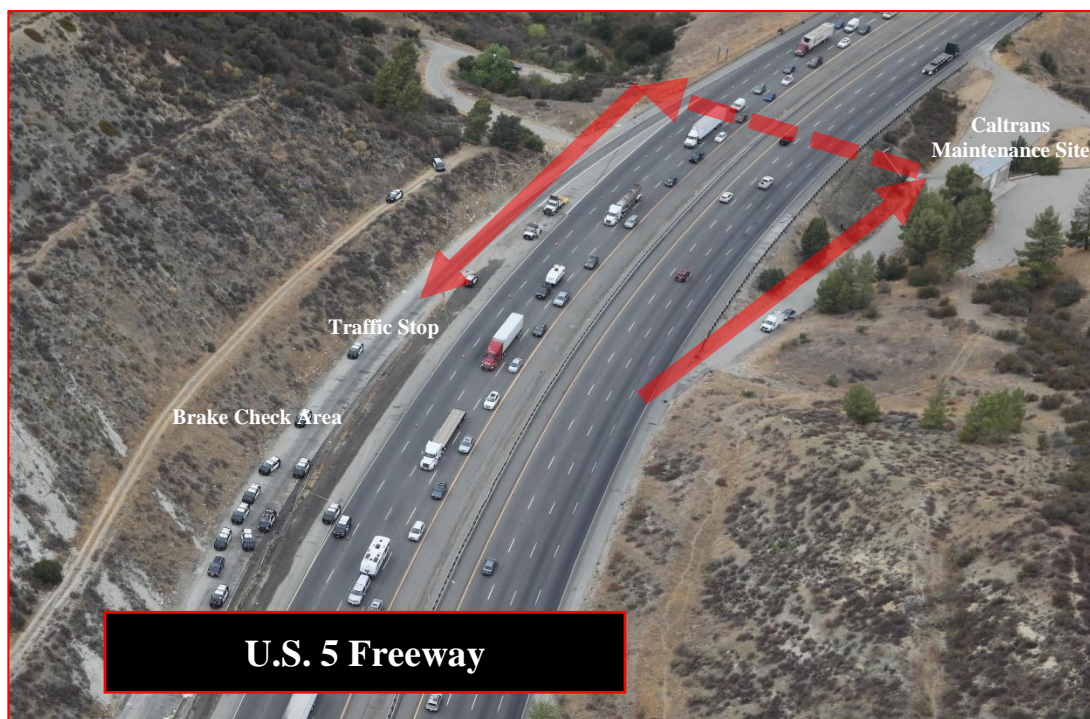 Caltrans
Maintenance Site
Traffic Stop
Brake Check Area
U.S. 5 Freeway